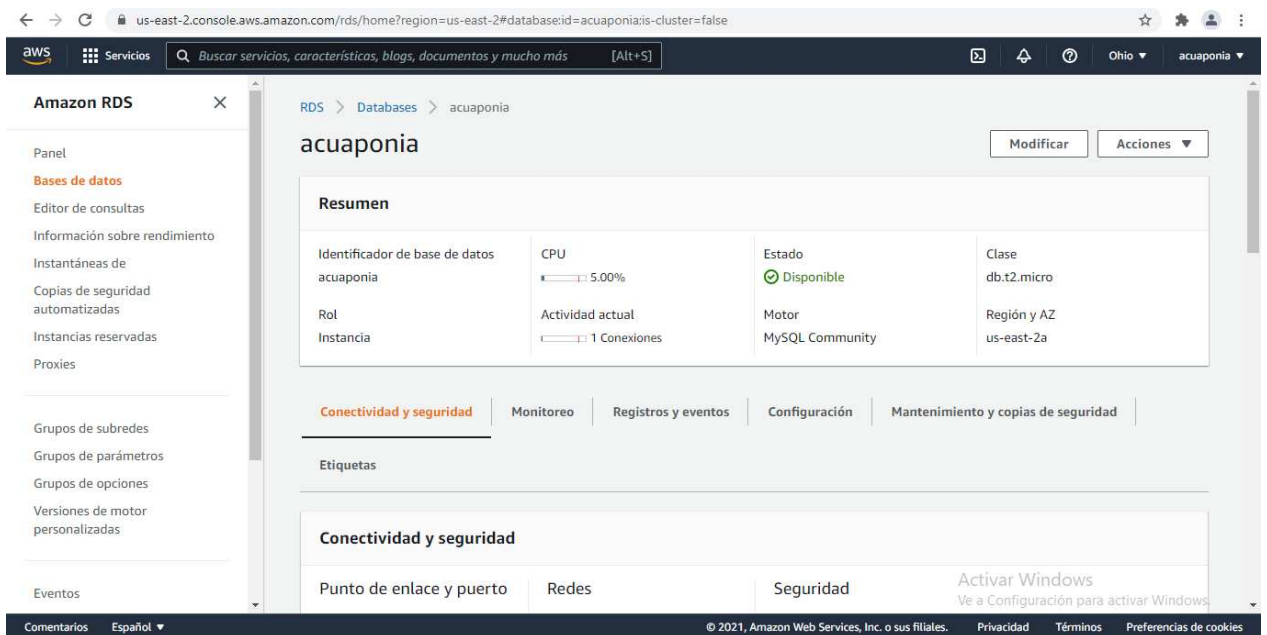 us-east-2.console.aws.amazon.com/rds/home?region=us-east-2#database:id=acuaponia;is-cluster=false
aws
Servicios
Buscar servicios, características, blogs, documentos y mucho más
[Alt+S]
Ohio
acuaponia
Amazon RDS
Panel
Bases de datos
Editor de consultas
Información sobre rendimiento
Instantáneas de
Copias de seguridad
automatizadas
Instancias reservadas
Proxies
Grupos de subredes
Grupos de parámetros
Grupos de opciones
Versiones de motor
personalizadas
Eventos
RDS > Databases > acuaponia
acuaponia
Modificar
Acciones
Resumen
Identificador de base de datos
acuaponia
CPU
5.00%
Estado
Disponible
Clase
db.t2.micro
Rol
Instancia
Actividad actual
1 Conexiones
Motor
MySQL Community
Región y AZ
us-east-2a
Conectividad y seguridad
Monitoreo
Registros y eventos
Configuración
Mantenimiento y copias de seguridad
Etiquetas
Conectividad y seguridad
Punto de enlace y puerto
Redes
Seguridad
Activar Windows
Ve a Configuración para activar Windows.
Comentarios
Español
© 2021, Amazon Web Services, Inc. o sus filiales.
Privacidad
Términos
Preferencias de cookies